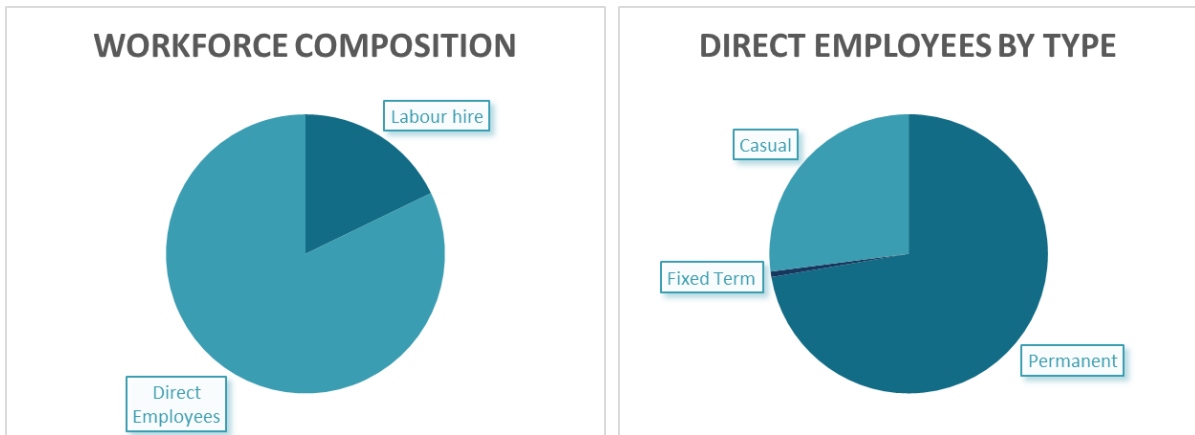 WORKFORCE COMPOSITION
Labour hire
Direct
Employees
DIRECT EMPLOYEES BY TYPE
Casual
Fixed Term
Permanent